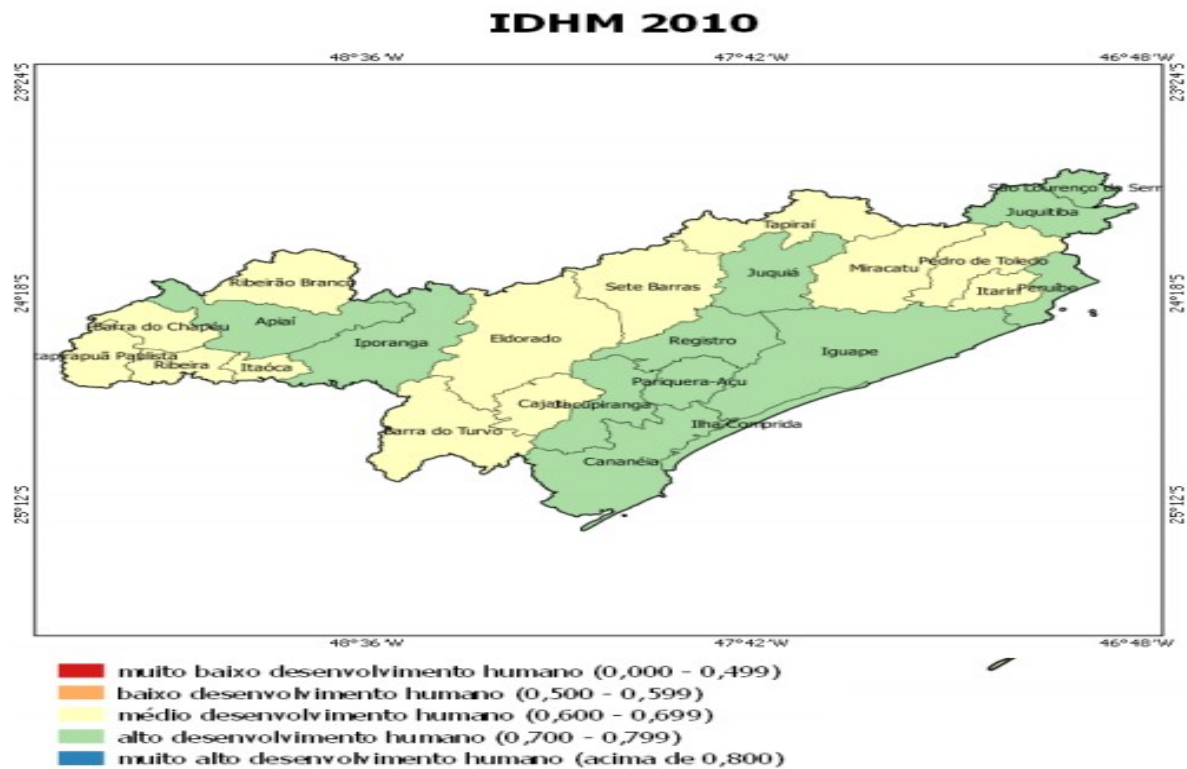 IDHM 2010
48°36'W 47°42'W 46°48'W
23°24'S 23°24'S
São Lourenço da Serr
Juquitiba
Tapiraí
Pedro de Toledo
Juquiá
Miracatu
24°18'S 24°18'S
Ribeirão Branco
Sete Barras
Itariri
Peruíbe
Apiaí
Barra do Chapéu
Eldorado
Registro
Iporanga
Iguape
tapirapuã Paulista
Ribeira
Itaóca
Pariquera-Açu
Cajati
Jacupiranga
Ilha Comprida
Barra do Turvo
Cananéia
25°12'S 25°12'S
48°36'W 47°42'W 46°48'W
muito baixo desenvolvimento humano (0,000 - 0,499)
baixo desenvolvimento humano (0,500 - 0,599)
médio desenvolvimento humano (0,600 - 0,699)
alto desenvolvimento humano (0,700 - 0,799)
muito alto desenvolvimento humano (acima de 0,800)